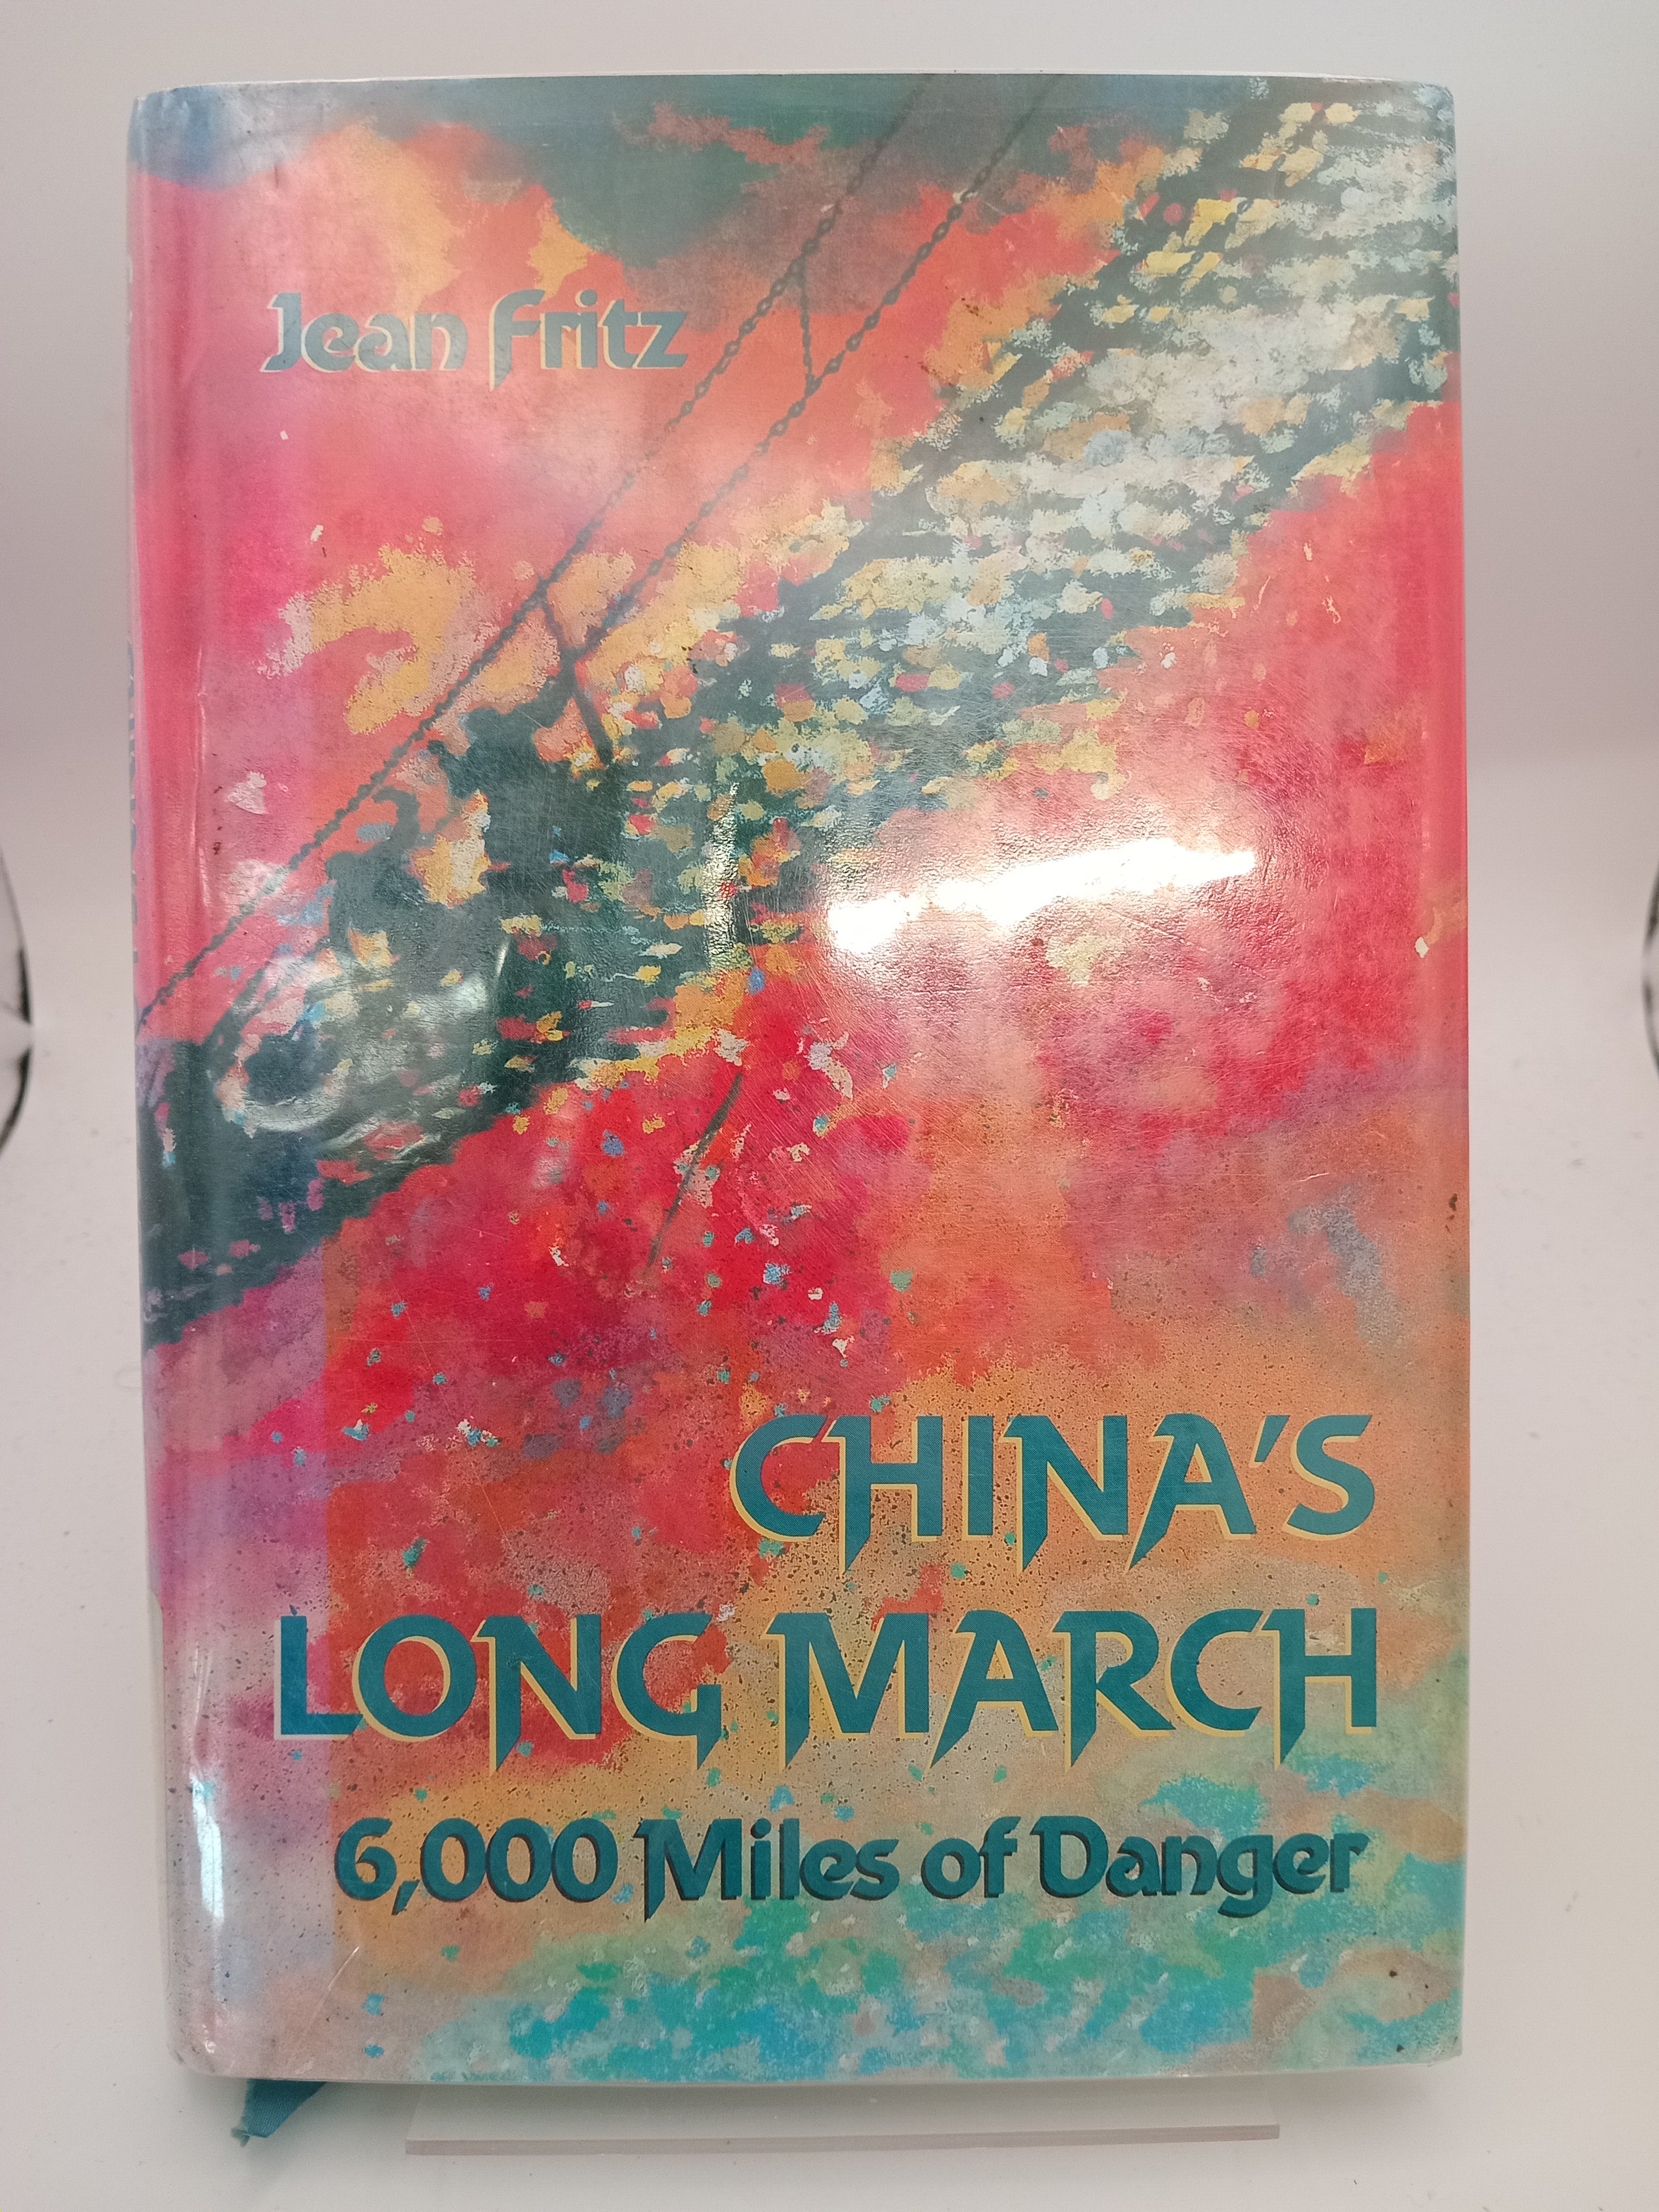 Jean Fritz
CHINA'S
LONG MARCH
6,000 Miles of Danger